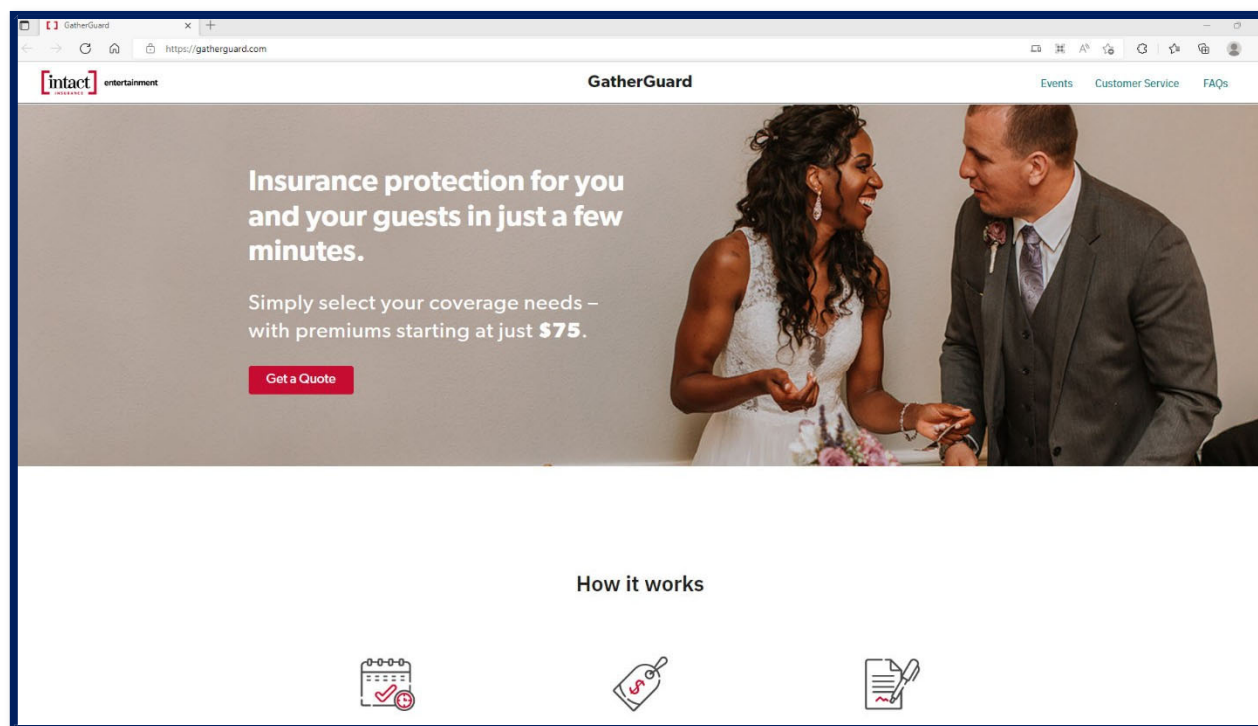 GatherGuard
https://gatherguard.com
intact
INSURANCE
entertainment
GatherGuard
Events
Customer Service
FAQs
Insurance protection for you
and your guests in just a few
minutes.
Simply select your coverage needs –
with premiums starting at just $75.
Get a Quote
How it works